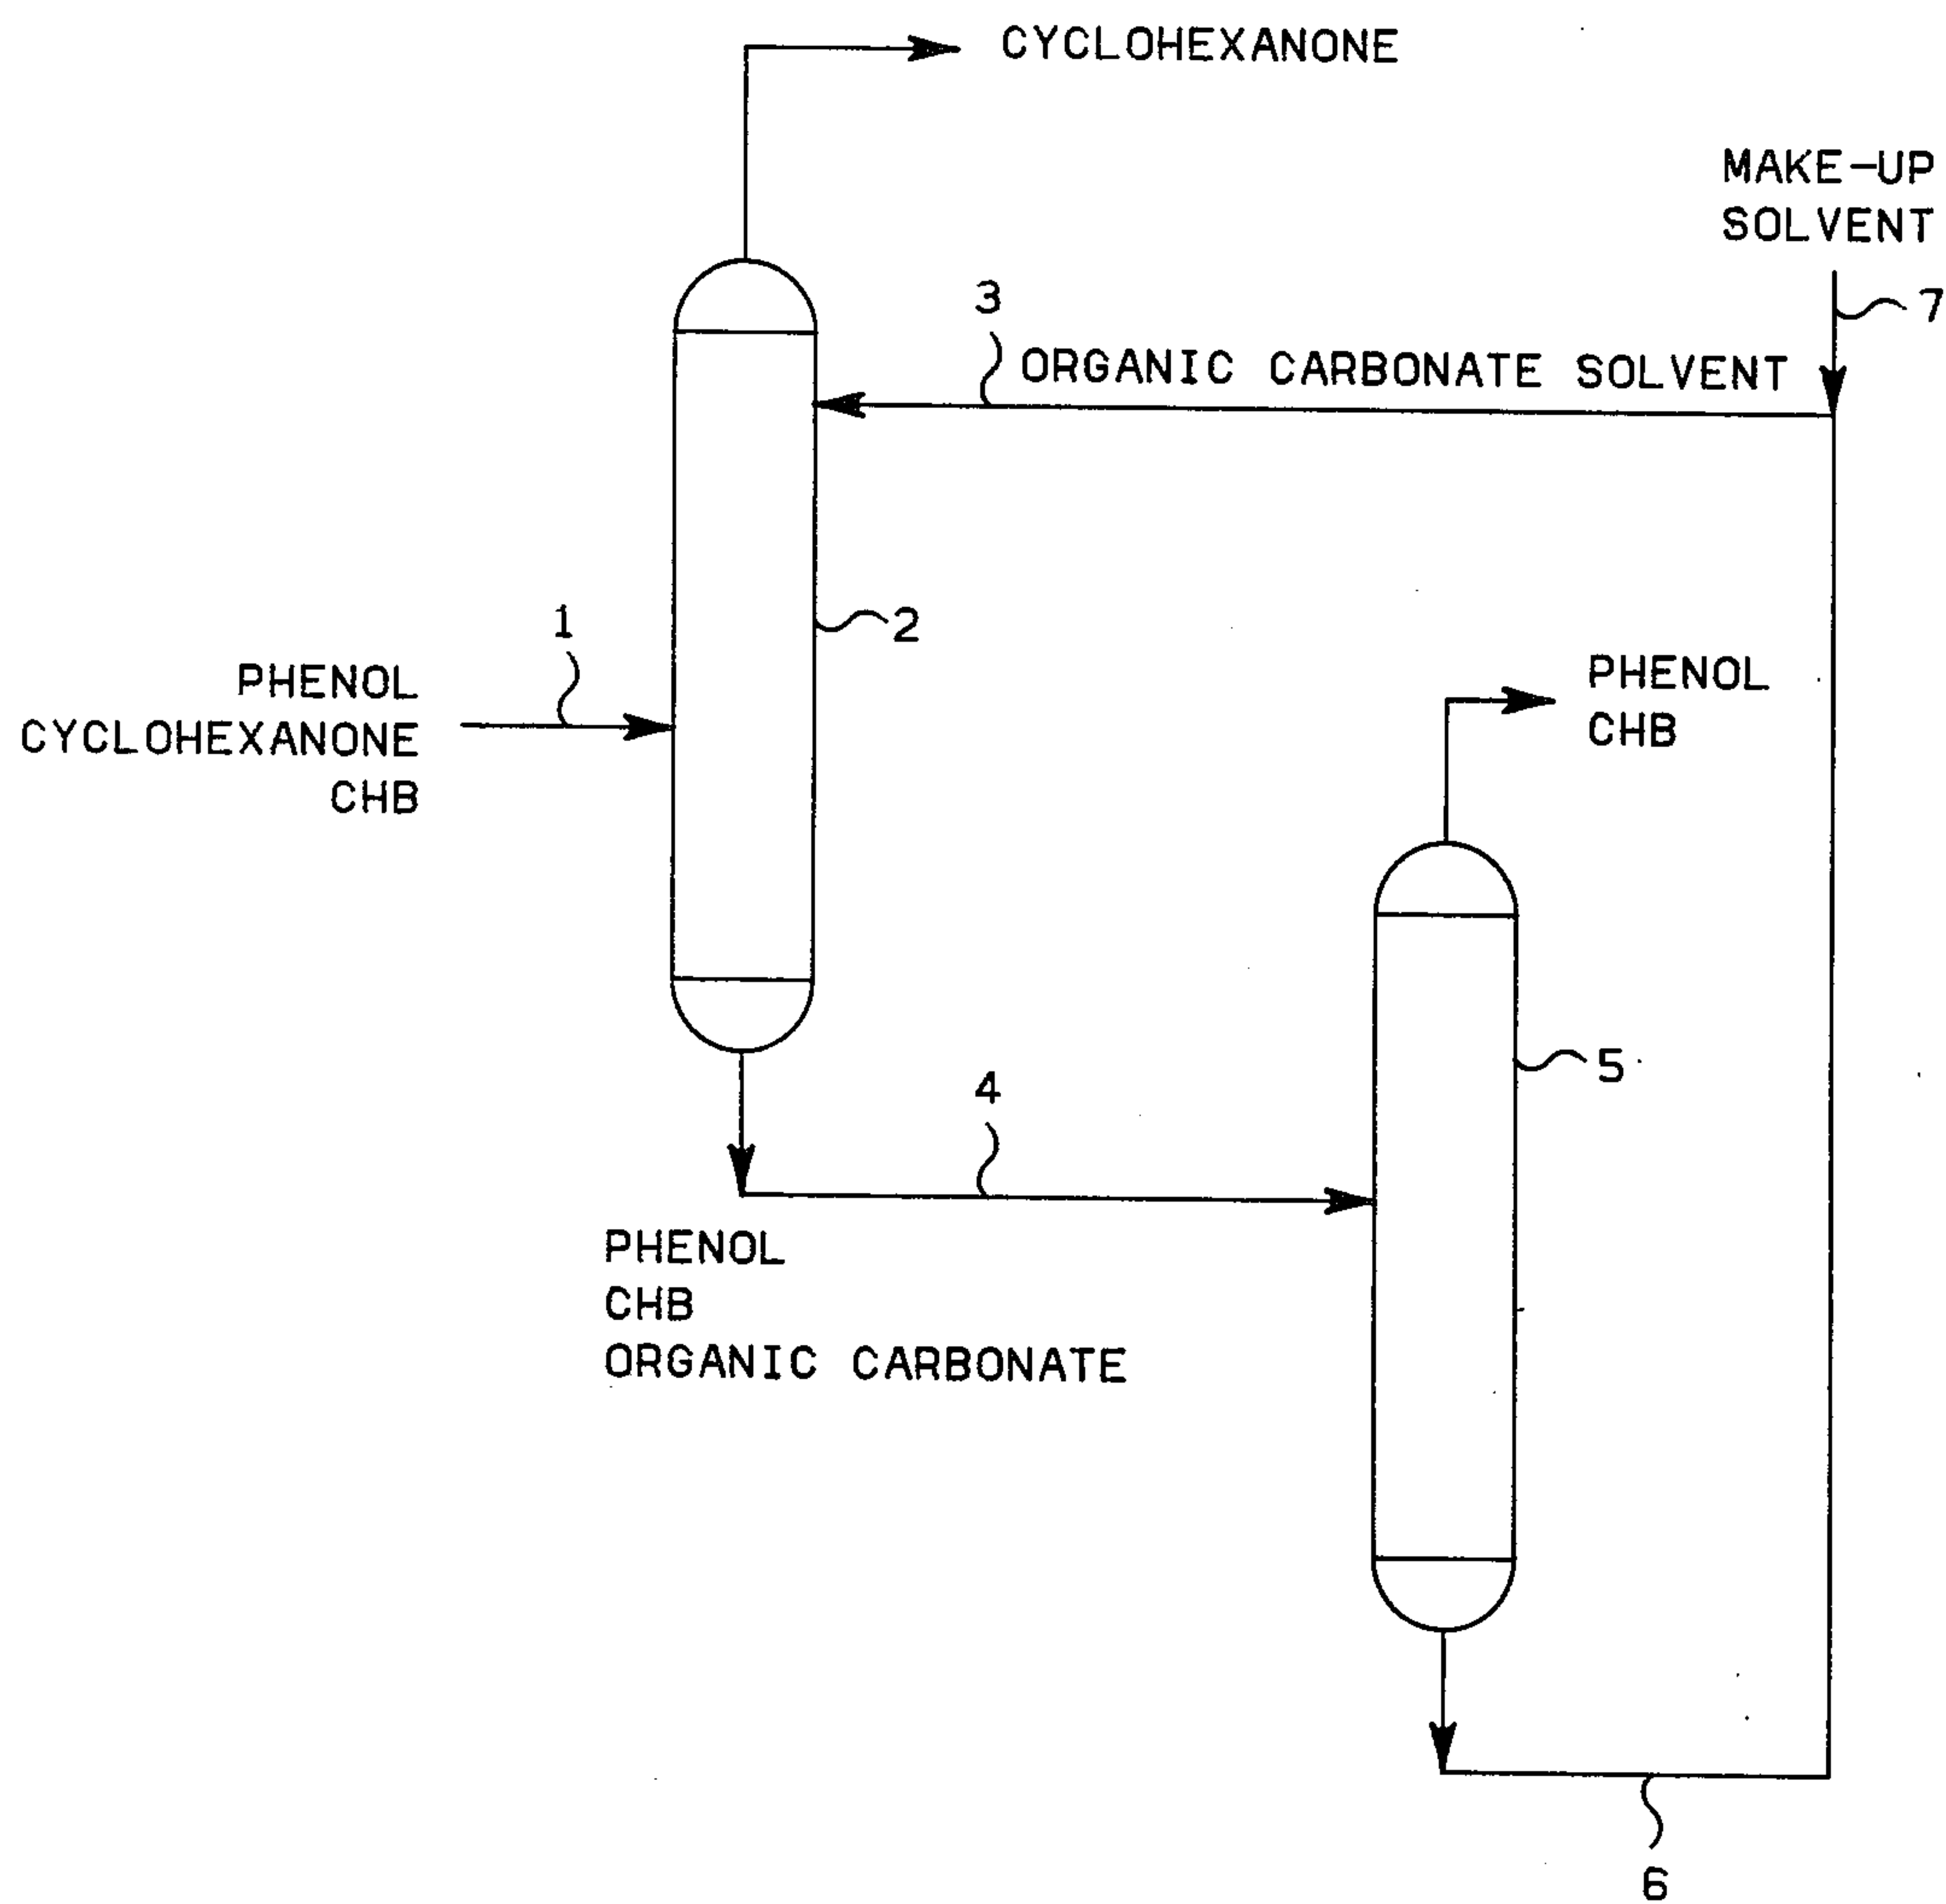 CYCLOHEXANONE
MAKE-UP
SOLVENT
7
3
ORGANIC CARBONATE SOLVENT
1
2
PHENOL
CYCLOHEXANONE
CHB
PHENOL
CHB
5
4
PHENOL
CHB
ORGANIC CARBONATE
6